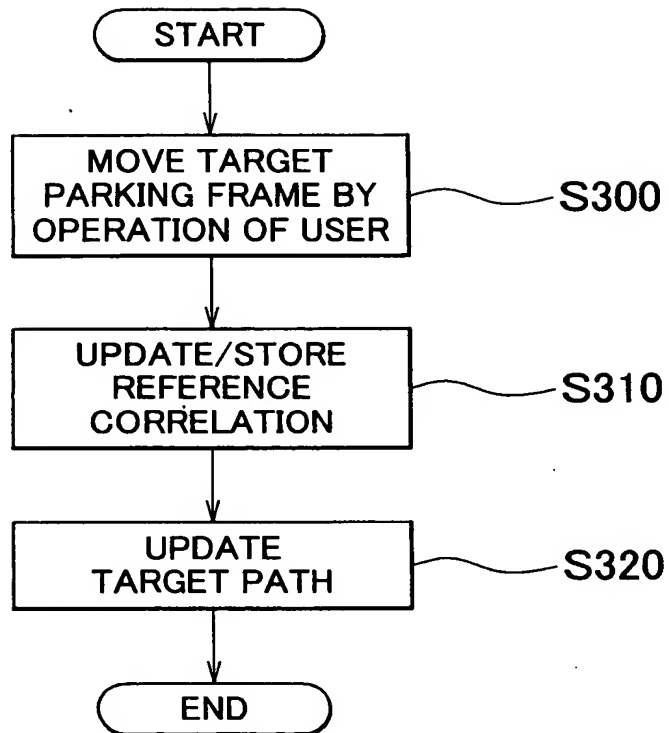 START
MOVE TARGET
PARKING FRAME BY
OPERATION OF USER
S300
UPDATE/STORE
REFERENCE
CORRELATION
S310
UPDATE
TARGET PATH
S320
END